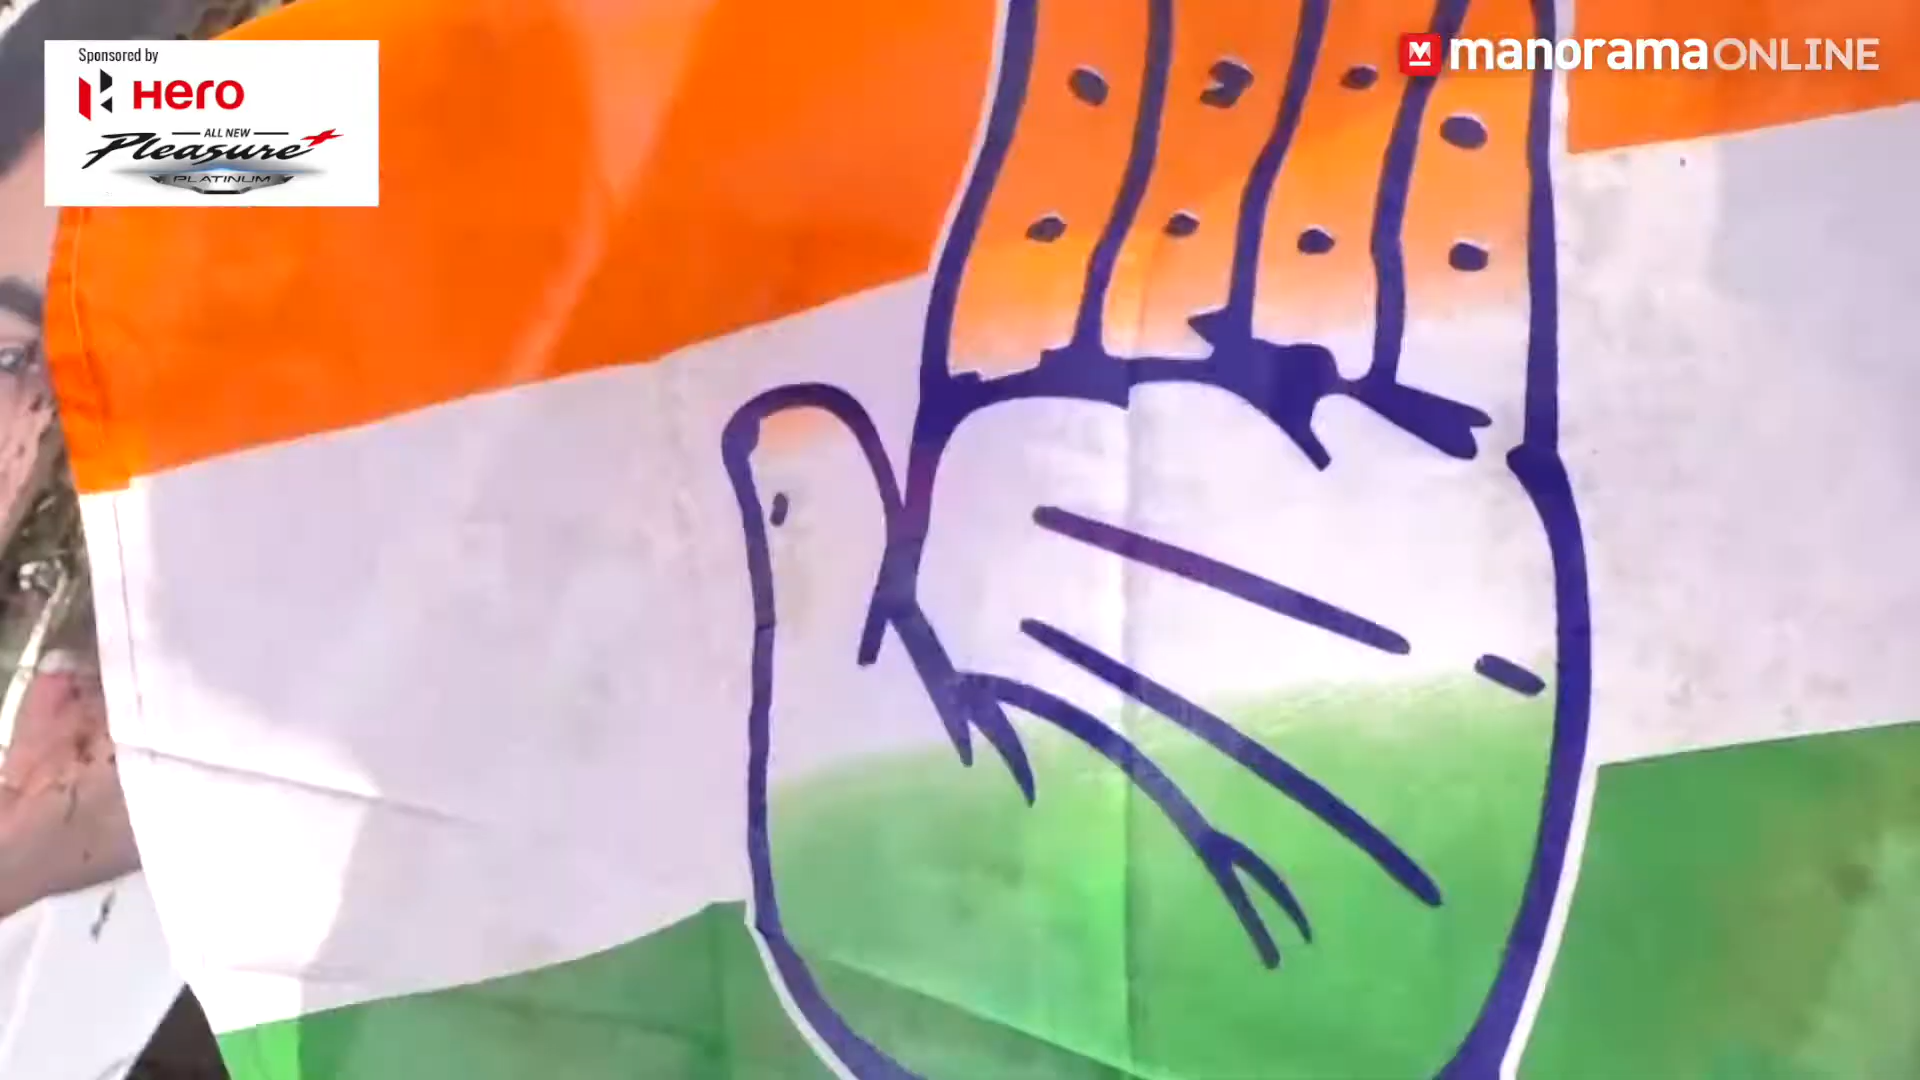 Sponsored by
Hero
ALL NEW
Pleasure+
PLATINUM
manoramaONLINE